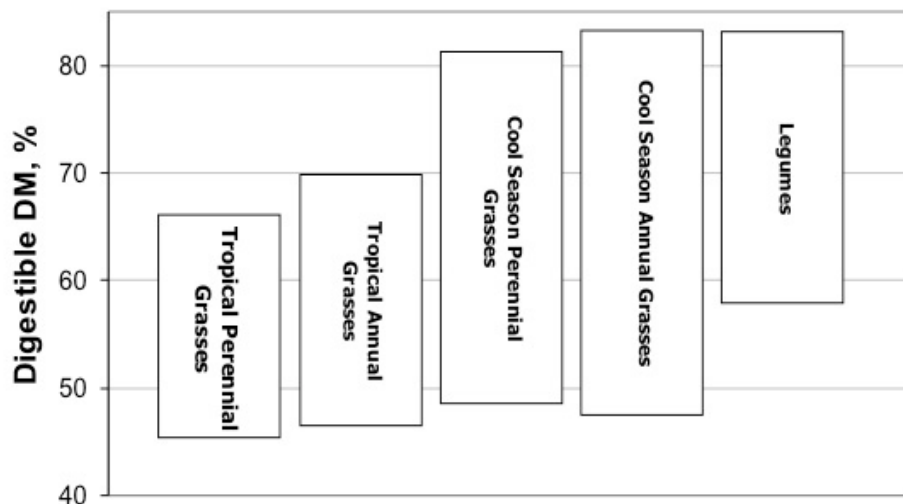 80
70
60
50
40
Digestible DM, %
Tropical Perennial
Grasses
Tropical Annual
Grasses
Cool Season Perennial
Grasses
Cool Season Annual Grasses
Legumes